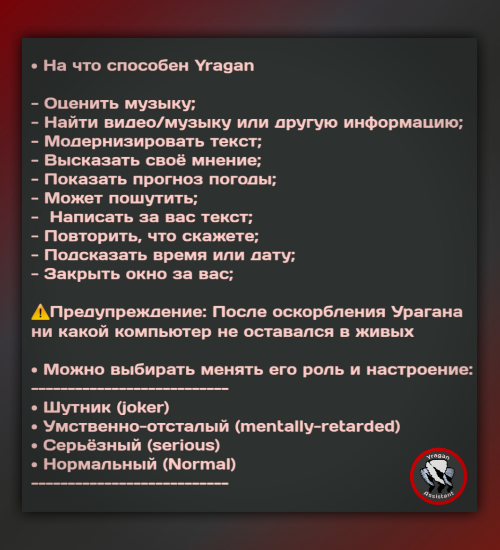 • На что способен Yragan
- Оценить музыку;
- Найти видео/музыку или другую информацию;
- Модернизировать текст;
- Высказать своё мнение;
- Показать прогноз погоды;
- Может пошутить;
-  Написать за вас текст;
- Повторить, что скажете;
- Подсказать время или дату;
- Закрыть окно за вас;
⚠️Предупреждение: После оскорбления Урагана
ни какой компьютер не оставался в живых
• Можно выбирать менять его роль и настроение:
---------------------------
• Шутник (joker)
• Умственно-отсталый (mentally-retarded)
• Серьёзный (serious)
• Нормальный (Normal)
---------------------------
Yragan
Assistant